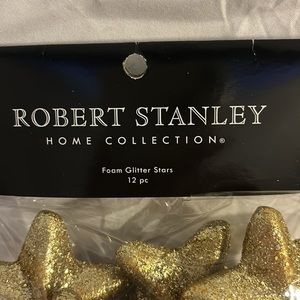 ROBERT STANLEY
HOME COLLECTION®
Foam Glitter Stars
12 pc